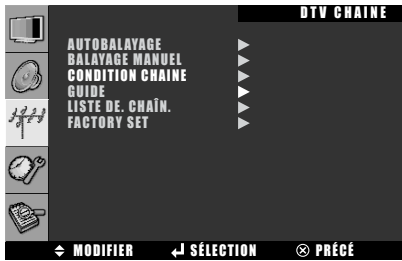 DTV CHAINE
AUTOBALAYAGE
BALAYAGE MANUEL
CONDITION CHAINE
GUIDE
LISTE DE. CHAÎN.
FACTORY SET
MODIFIER SÉLECTION PRÉCÉ